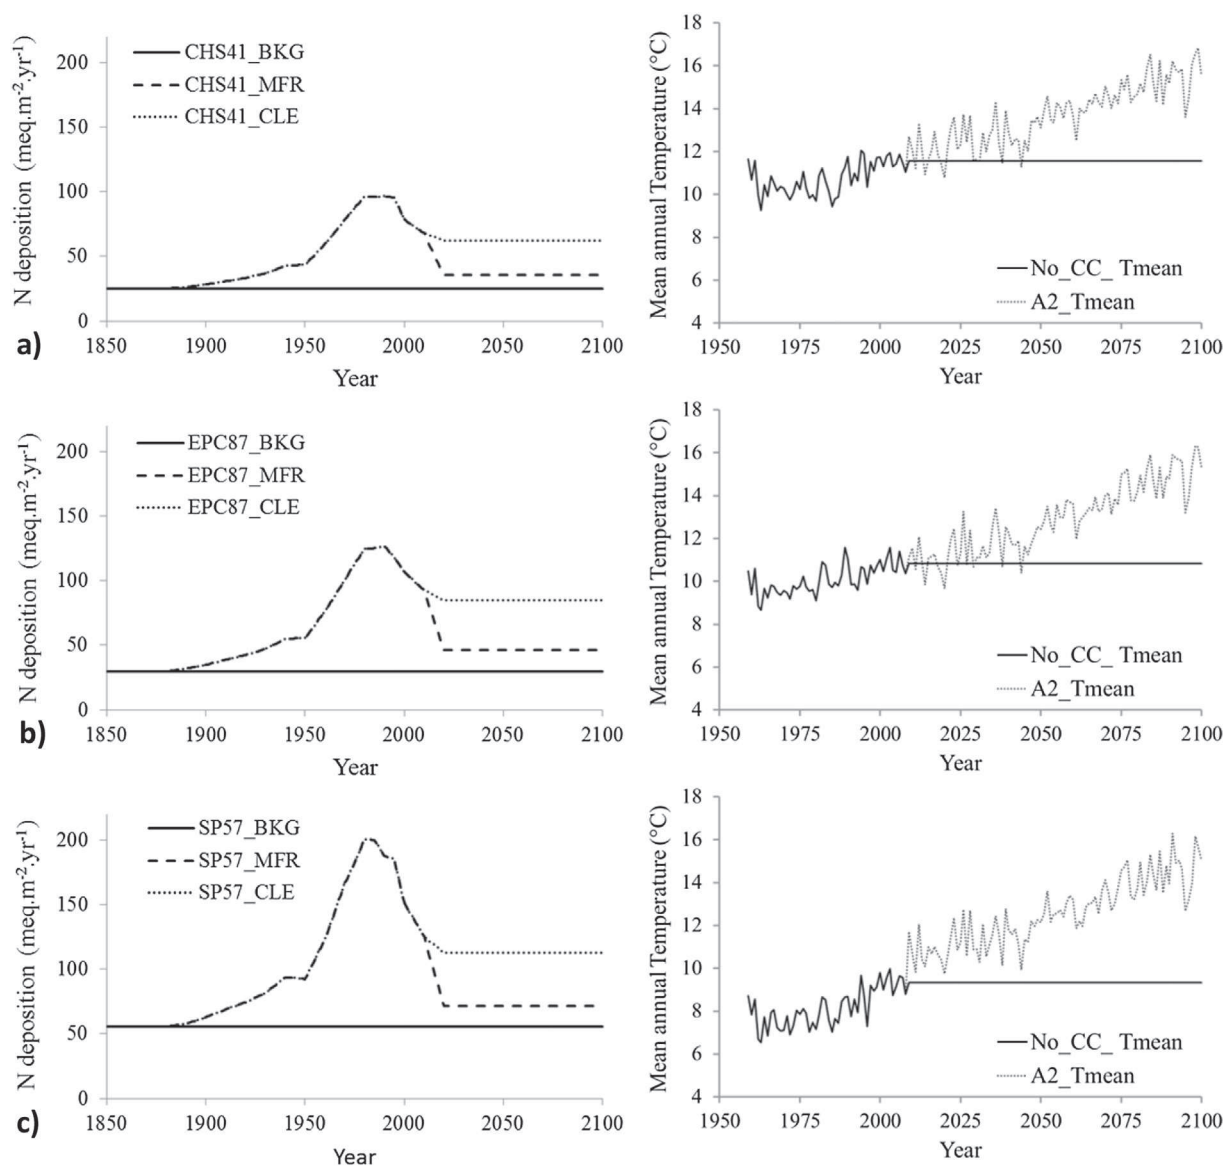 N deposition (meq.m⁻².yr⁻¹)
200
150
100
50
0
CHS41_BKG
CHS41_MFR
CHS41_CLE
1850 1900 1950 2000 2050 2100
Year
a)
Mean annual Temperature (°C)
18
16
14
12
10
8
6
4
No_CC_ Tmean
A2_Tmean
1950 1975 2000 2025 2050 2075 2100
Year
N deposition (meq.m⁻².yr⁻¹)
200
150
100
50
0
EPC87_BKG
EPC87_MFR
EPC87_CLE
1850 1900 1950 2000 2050 2100
Year
b)
Mean annual Temperature (°C)
18
16
14
12
10
8
6
4
No_CC_ Tmean
A2_Tmean
1950 1975 2000 2025 2050 2075 2100
Year
N deposition (meq.m⁻².yr⁻¹)
200
150
100
50
0
SP57_BKG
SP57_MFR
SP57_CLE
1850 1900 1950 2000 2050 2100
Year
c)
Mean annual Temperature (°C)
18
16
14
12
10
8
6
4
No_CC_ Tmean
A2_Tmean
1950 1975 2000 2025 2050 2075 2100
Year